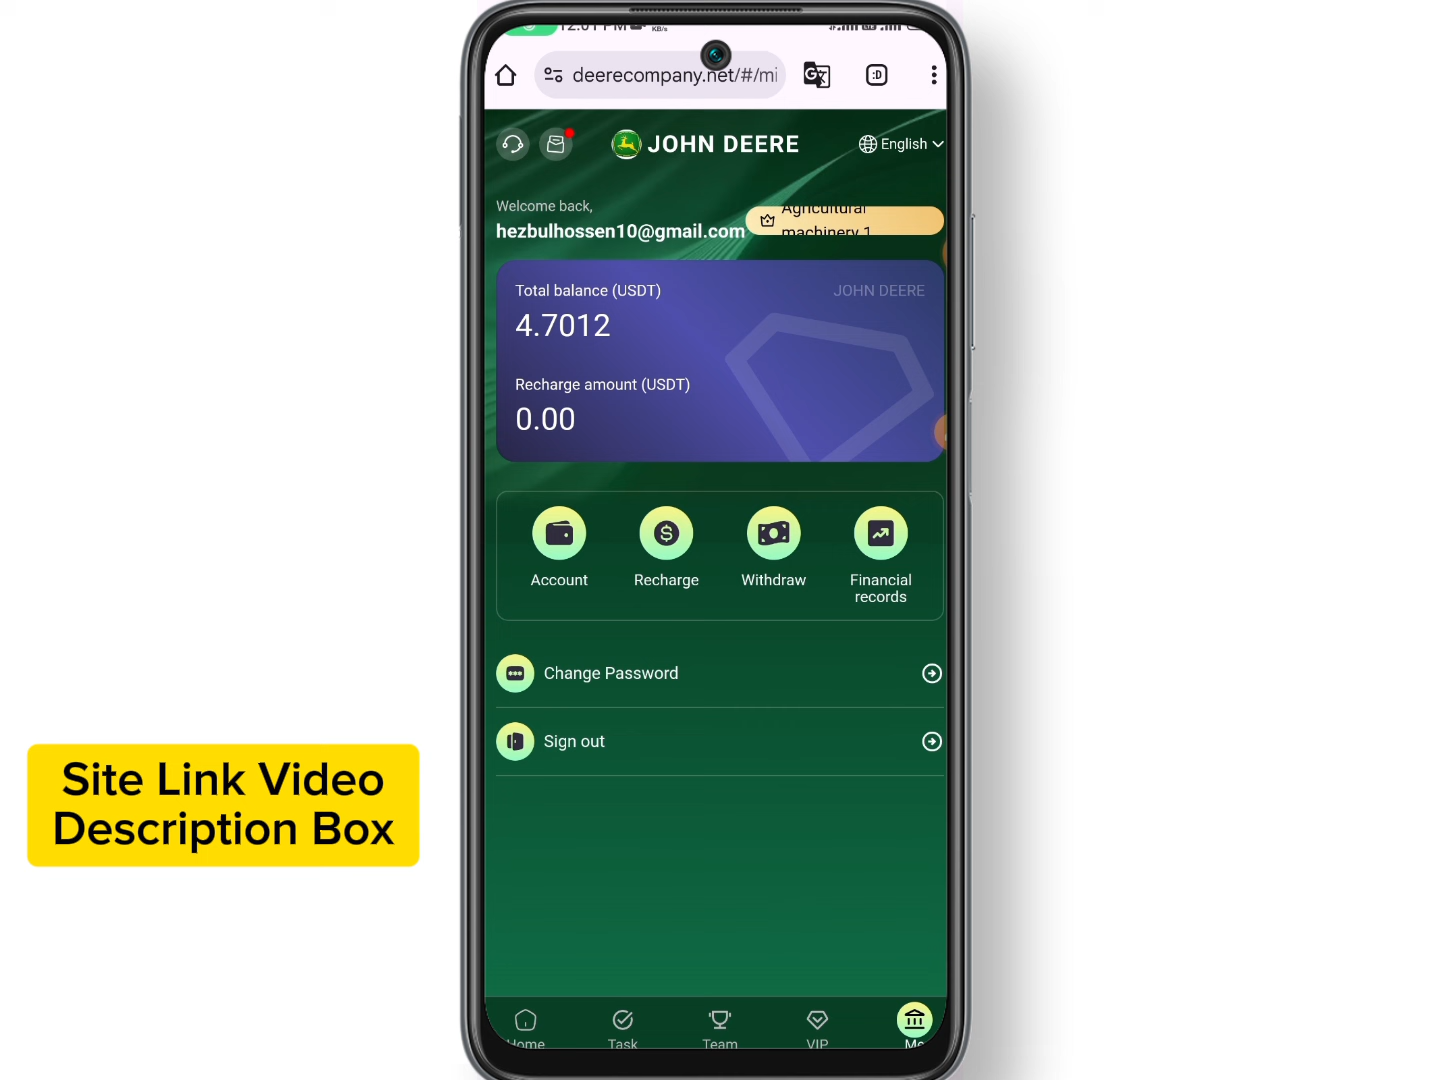 12:01 PM
KB/s
deerecompany.net/#/mi
JOHN DEERE
English
Welcome back,
hezbulhossen10@gmail.com
Agricultural
machinery 1
Total balance (USDT)
JOHN DEERE
4.7012
Recharge amount (USDT)
0.00
Account
Recharge
Withdraw
Financial
records
Change Password
Sign out
Site Link Video
Description Box
Home
Task
Team
VIP
Me